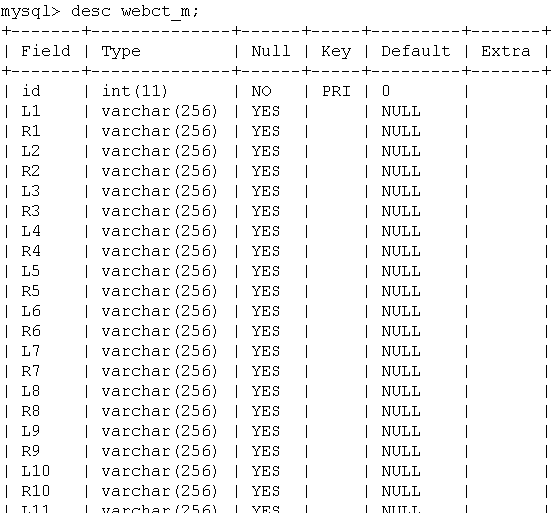 mysql> desc webct_m;
+-------+--------------+------+-----+---------+-------+
| Field | Type         | Null | Key | Default | Extra |
+-------+--------------+------+-----+---------+-------+
| id    | int(11)      | NO   | PRI | 0       |       |
| L1    | varchar(256) | YES  |     | NULL    |       |
| R1    | varchar(256) | YES  |     | NULL    |       |
| L2    | varchar(256) | YES  |     | NULL    |       |
| R2    | varchar(256) | YES  |     | NULL    |       |
| L3    | varchar(256) | YES  |     | NULL    |       |
| R3    | varchar(256) | YES  |     | NULL    |       |
| L4    | varchar(256) | YES  |     | NULL    |       |
| R4    | varchar(256) | YES  |     | NULL    |       |
| L5    | varchar(256) | YES  |     | NULL    |       |
| R5    | varchar(256) | YES  |     | NULL    |       |
| L6    | varchar(256) | YES  |     | NULL    |       |
| R6    | varchar(256) | YES  |     | NULL    |       |
| L7    | varchar(256) | YES  |     | NULL    |       |
| R7    | varchar(256) | YES  |     | NULL    |       |
| L8    | varchar(256) | YES  |     | NULL    |       |
| R8    | varchar(256) | YES  |     | NULL    |       |
| L9    | varchar(256) | YES  |     | NULL    |       |
| R9    | varchar(256) | YES  |     | NULL    |       |
| L10   | varchar(256) | YES  |     | NULL    |       |
| R10   | varchar(256) | YES  |     | NULL    |       |
| L11   | varchar(256) | YES  |     | NULL    |       |